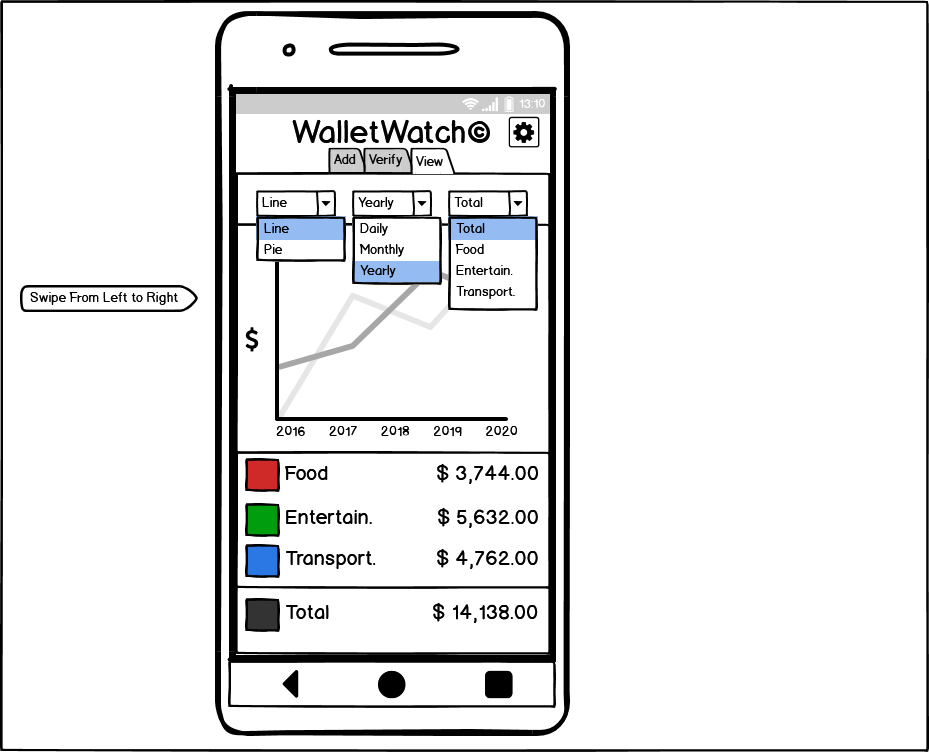 13:10
WalletWatch©
Add Verify View
Line Yearly Total
Line Daily Total
Pie Monthly Food
Yearly Entertain.
Transport.
Swipe From Left to Right
$
2016 2017 2018 2019 2020
Food $ 3,744.00
Entertain. $ 5,632.00
Transport. $ 4,762.00
Total $ 14,138.00